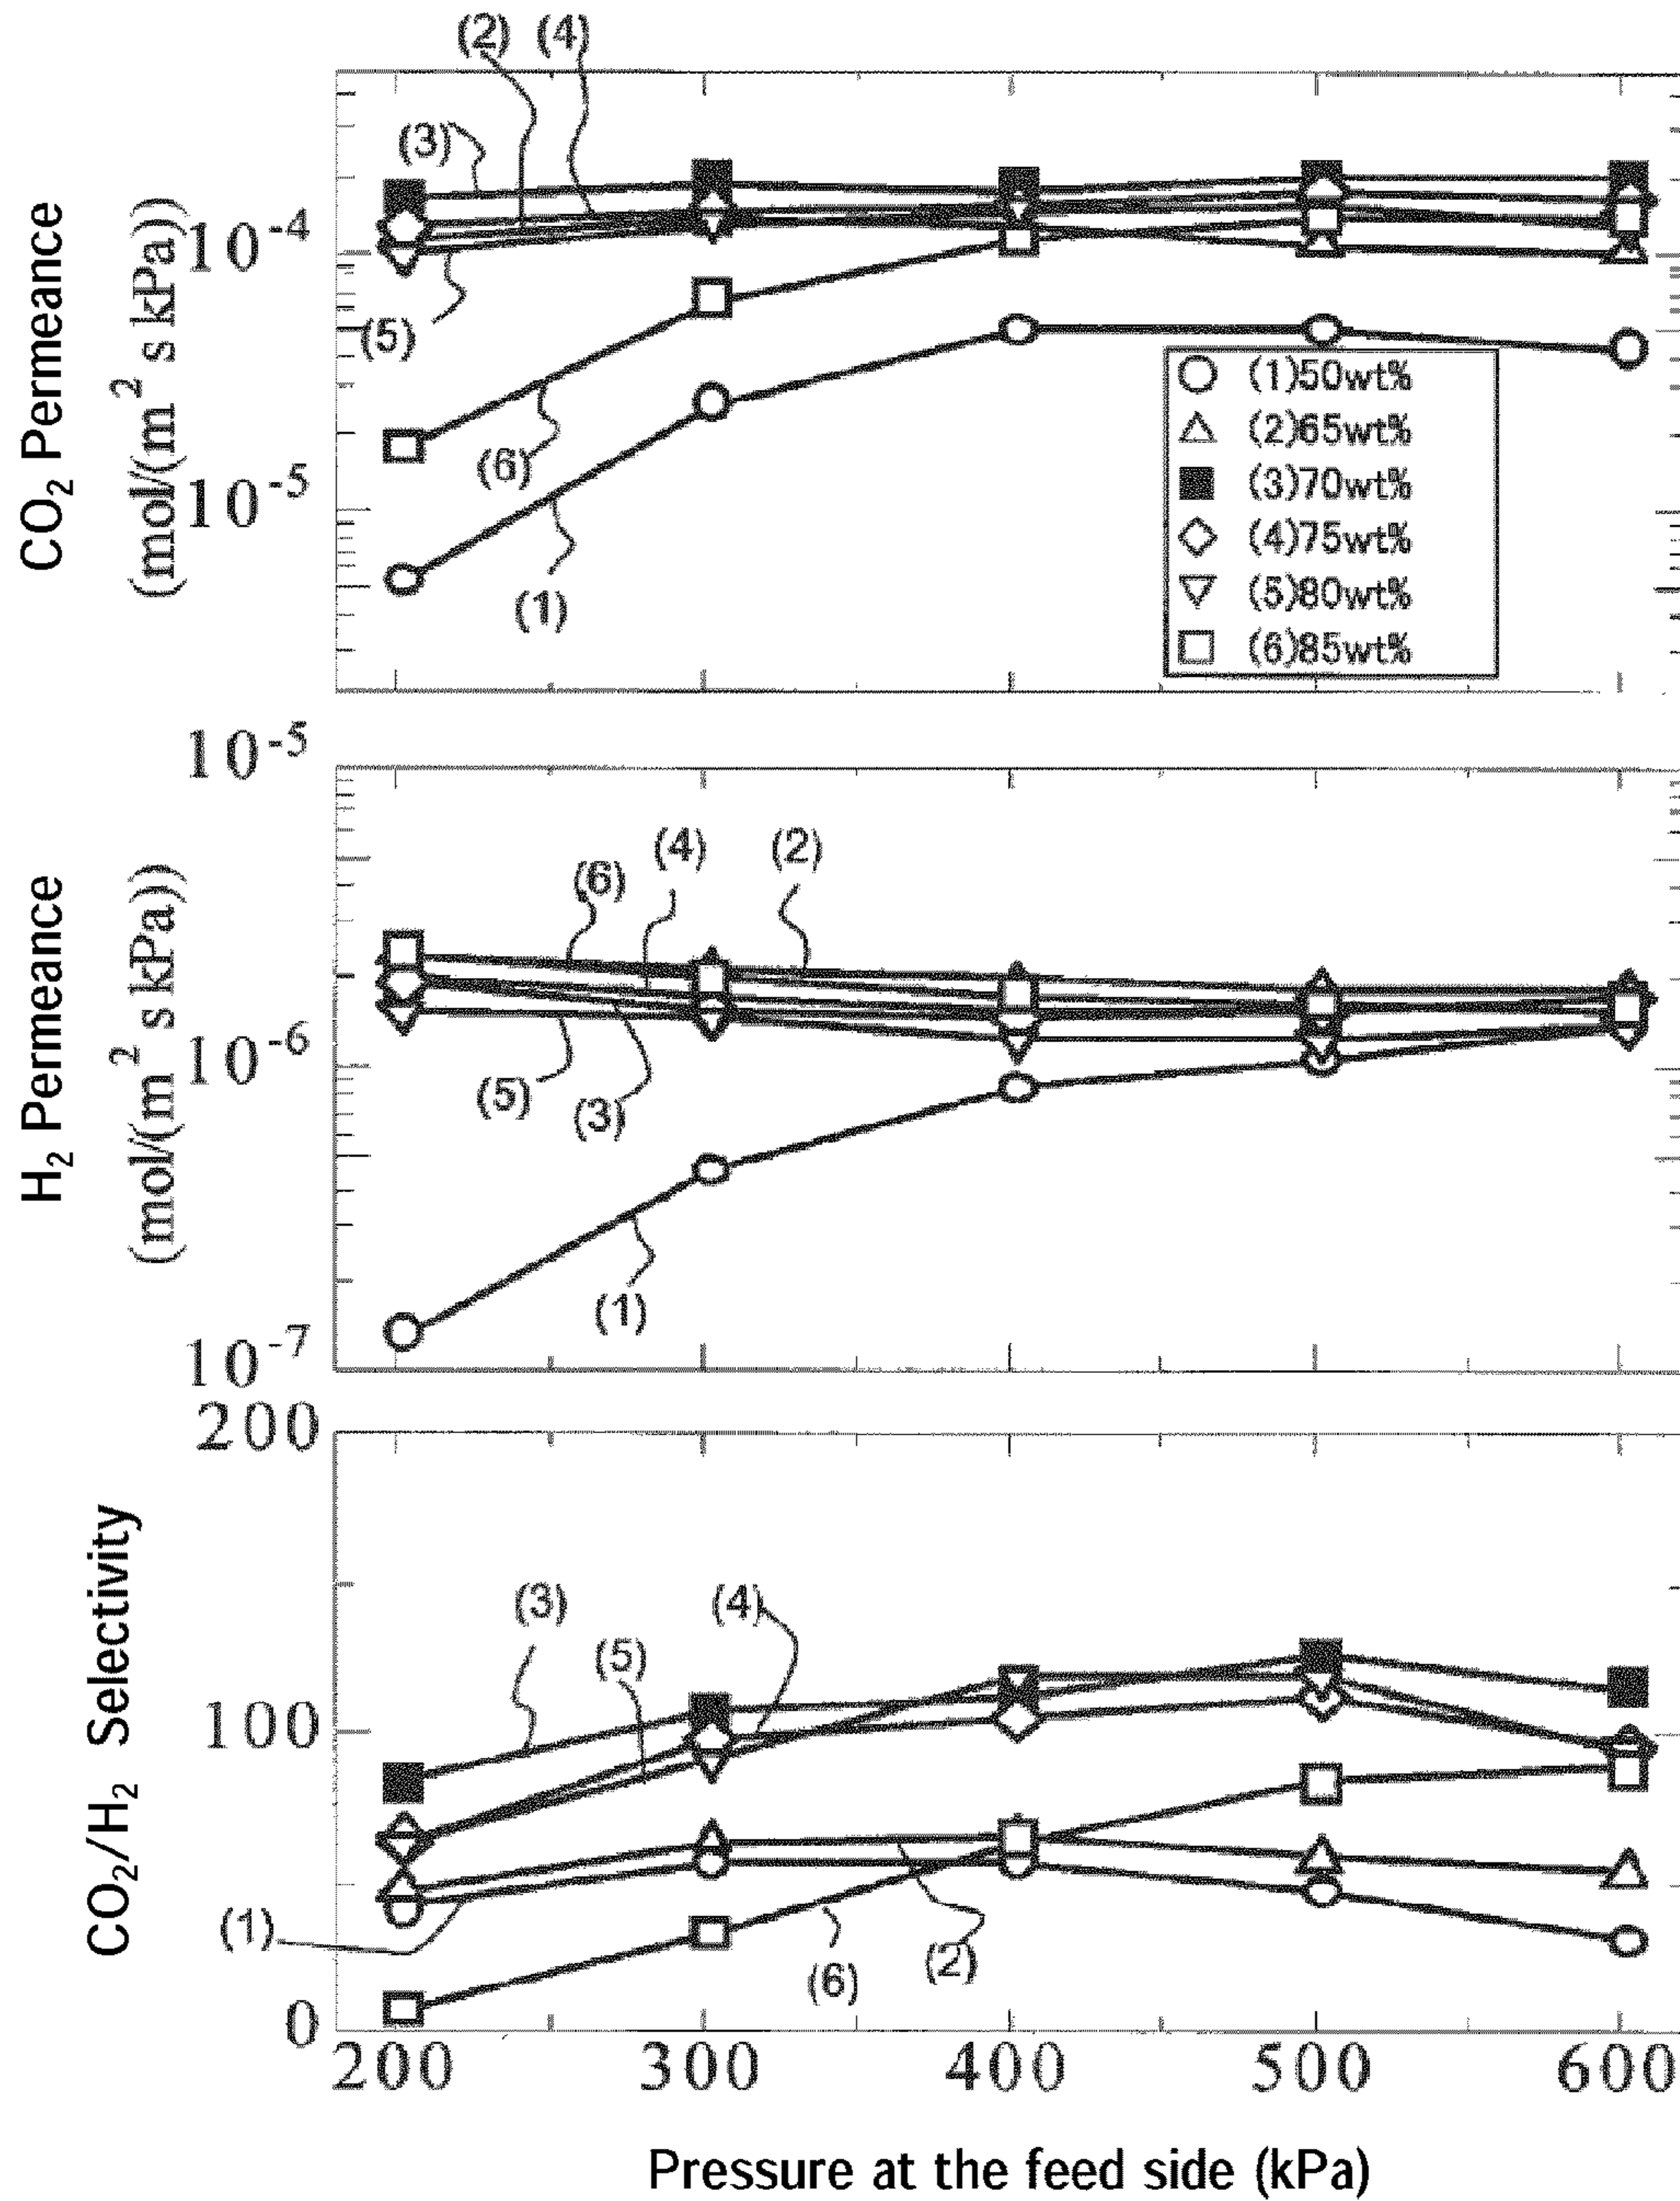 (2) (4)
(3)
CO2 Permeance
(mol/(m^2 s kPa))
10^-4
(5)
(6)
10^-5
(1)
(1)50wt%
(2)65wt%
(3)70wt%
(4)75wt%
(5)80wt%
(6)85wt%
10^-5
H2 Permeance
(mol/(m^2 s kPa))
(6) (4) (2)
10^-6
(5) (3)
(1)
10^-7
200
CO2/H2 Selectivity
(3) (5) (4)
100
(1) (6) (2)
0
200 300 400 500 600
Pressure at the feed side (kPa)